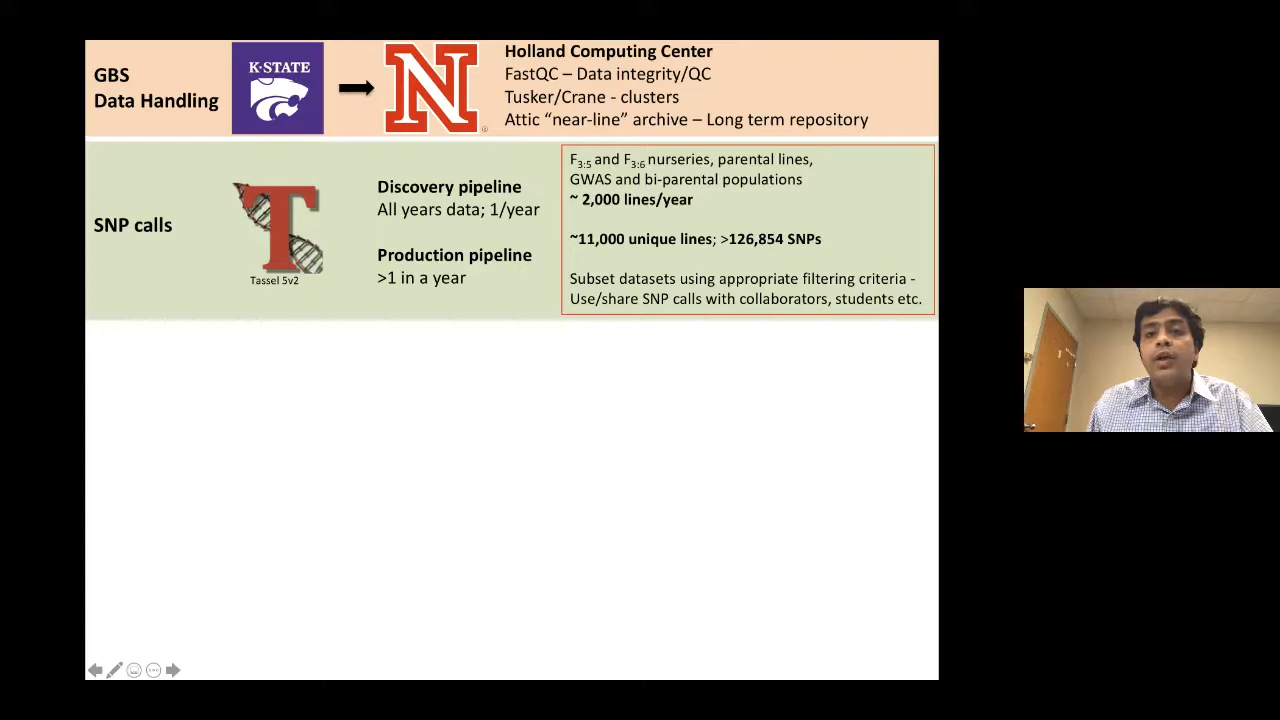 GBS
Data Handling
K-STATE
N
®
Holland Computing Center
FastQC – Data integrity/QC
Tusker/Crane - clusters
Attic “near-line” archive – Long term repository
SNP calls
T
Tassel 5v2
Discovery pipeline
All years data; 1/year
Production pipeline
>1 in a year
F3:5 and F3:6 nurseries, parental lines,
GWAS and bi-parental populations
~ 2,000 lines/year
~11,000 unique lines; >126,854 SNPs
Subset datasets using appropriate filtering criteria -
Use/share SNP calls with collaborators, students etc.